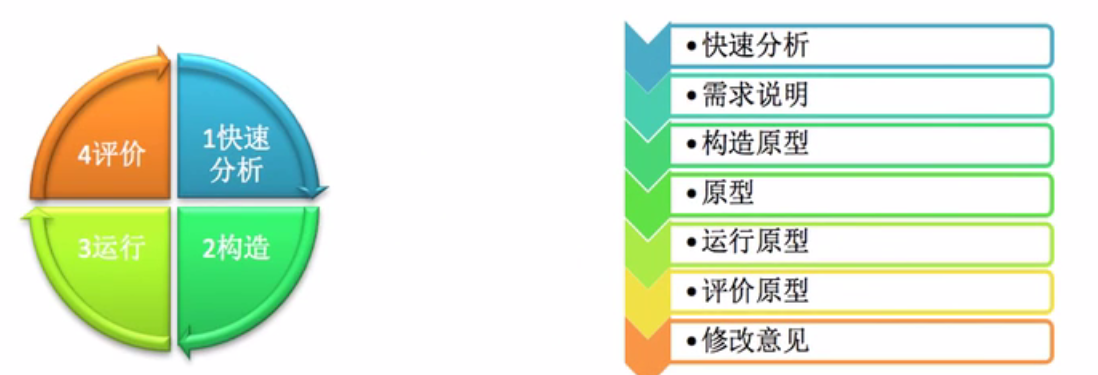 4评价
1快速
分析
3运行
2构造
•快速分析
•需求说明
•构造原型
•原型
•运行原型
•评价原型
•修改意见